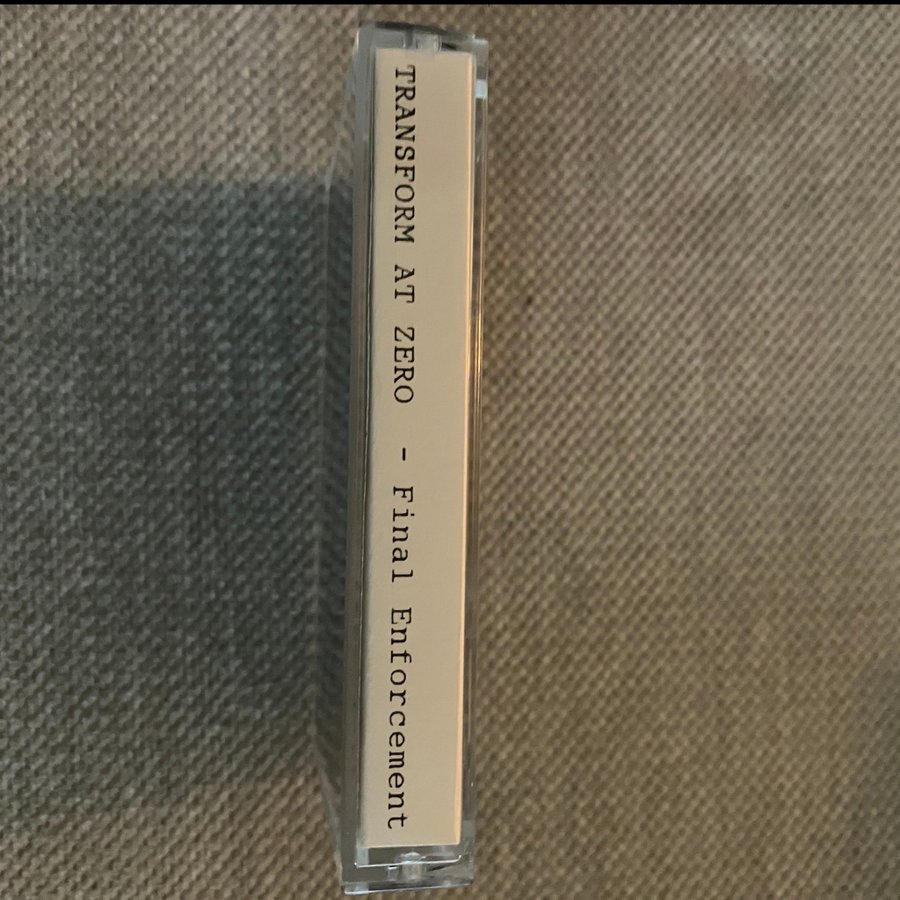 TRANSFORM AT ZERO - Final Enforcement